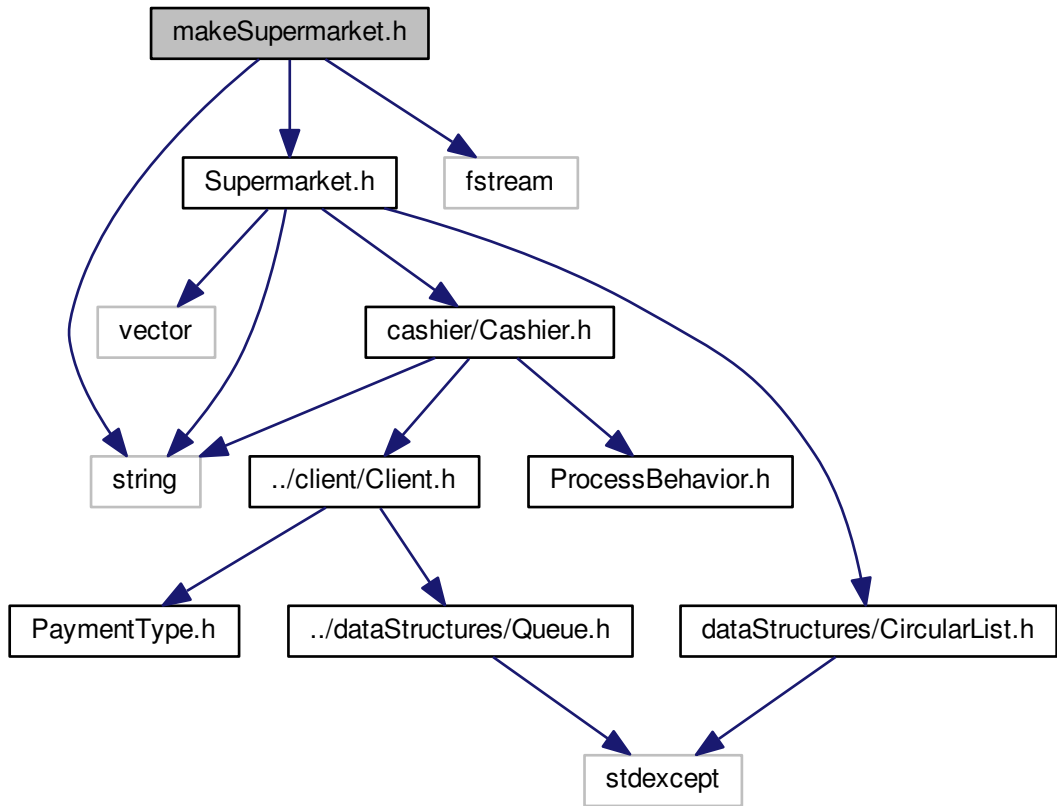 makeSupermarket.h
Supermarket.h
fstream
vector
cashier/Cashier.h
string
../client/Client.h
ProcessBehavior.h
PaymentType.h
../dataStructures/Queue.h
dataStructures/CircularList.h
stdexcept